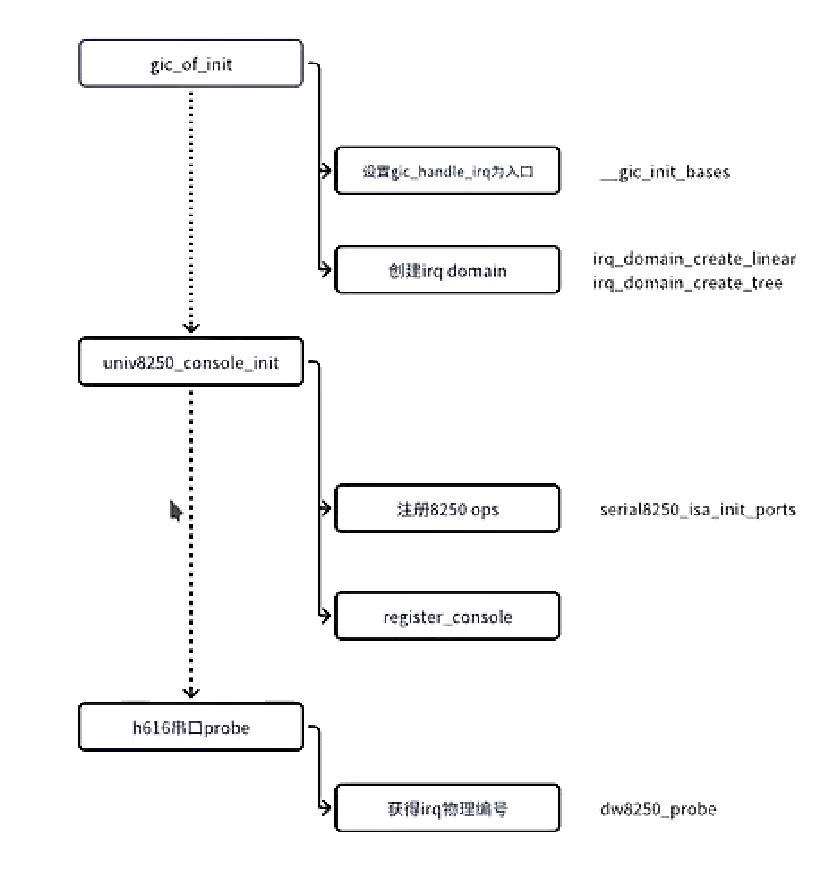 gic_of_init
设置gic_handle_irq为入口
__gic_init_bases
创建irq domain
irq_domain_create_linear
irq_domain_create_tree
univ8250_console_init
注册8250 ops
serial8250_isa_init_ports
register_console
h616串口probe
获得irq物理编号
dw8250_probe